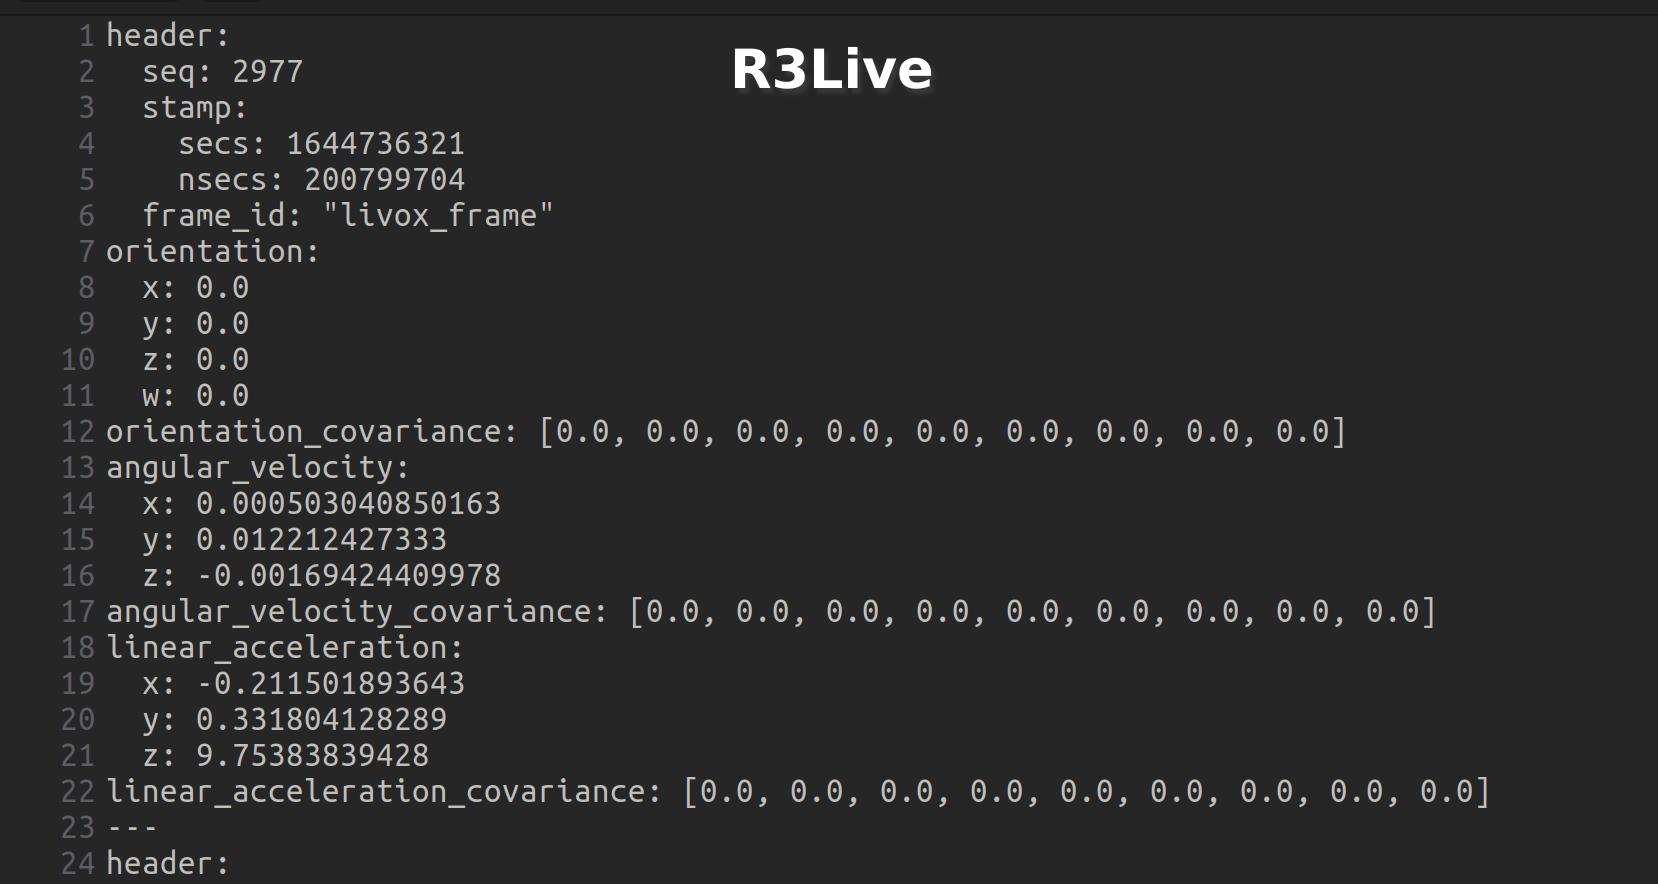 R3Live
1 header:
2   seq: 2977
3   stamp:
4     secs: 1644736321
5     nsecs: 200799704
6   frame_id: "livox_frame"
7 orientation:
8   x: 0.0
9   y: 0.0
10   z: 0.0
11   w: 0.0
12 orientation_covariance: [0.0, 0.0, 0.0, 0.0, 0.0, 0.0, 0.0, 0.0, 0.0]
13 angular_velocity:
14   x: 0.000503040850163
15   y: 0.012212427333
16   z: -0.00169424409978
17 angular_velocity_covariance: [0.0, 0.0, 0.0, 0.0, 0.0, 0.0, 0.0, 0.0, 0.0]
18 linear_acceleration:
19   x: -0.211501893643
20   y: 0.331804128289
21   z: 9.75383839428
22 linear_acceleration_covariance: [0.0, 0.0, 0.0, 0.0, 0.0, 0.0, 0.0, 0.0, 0.0]
23 ---
24 header: